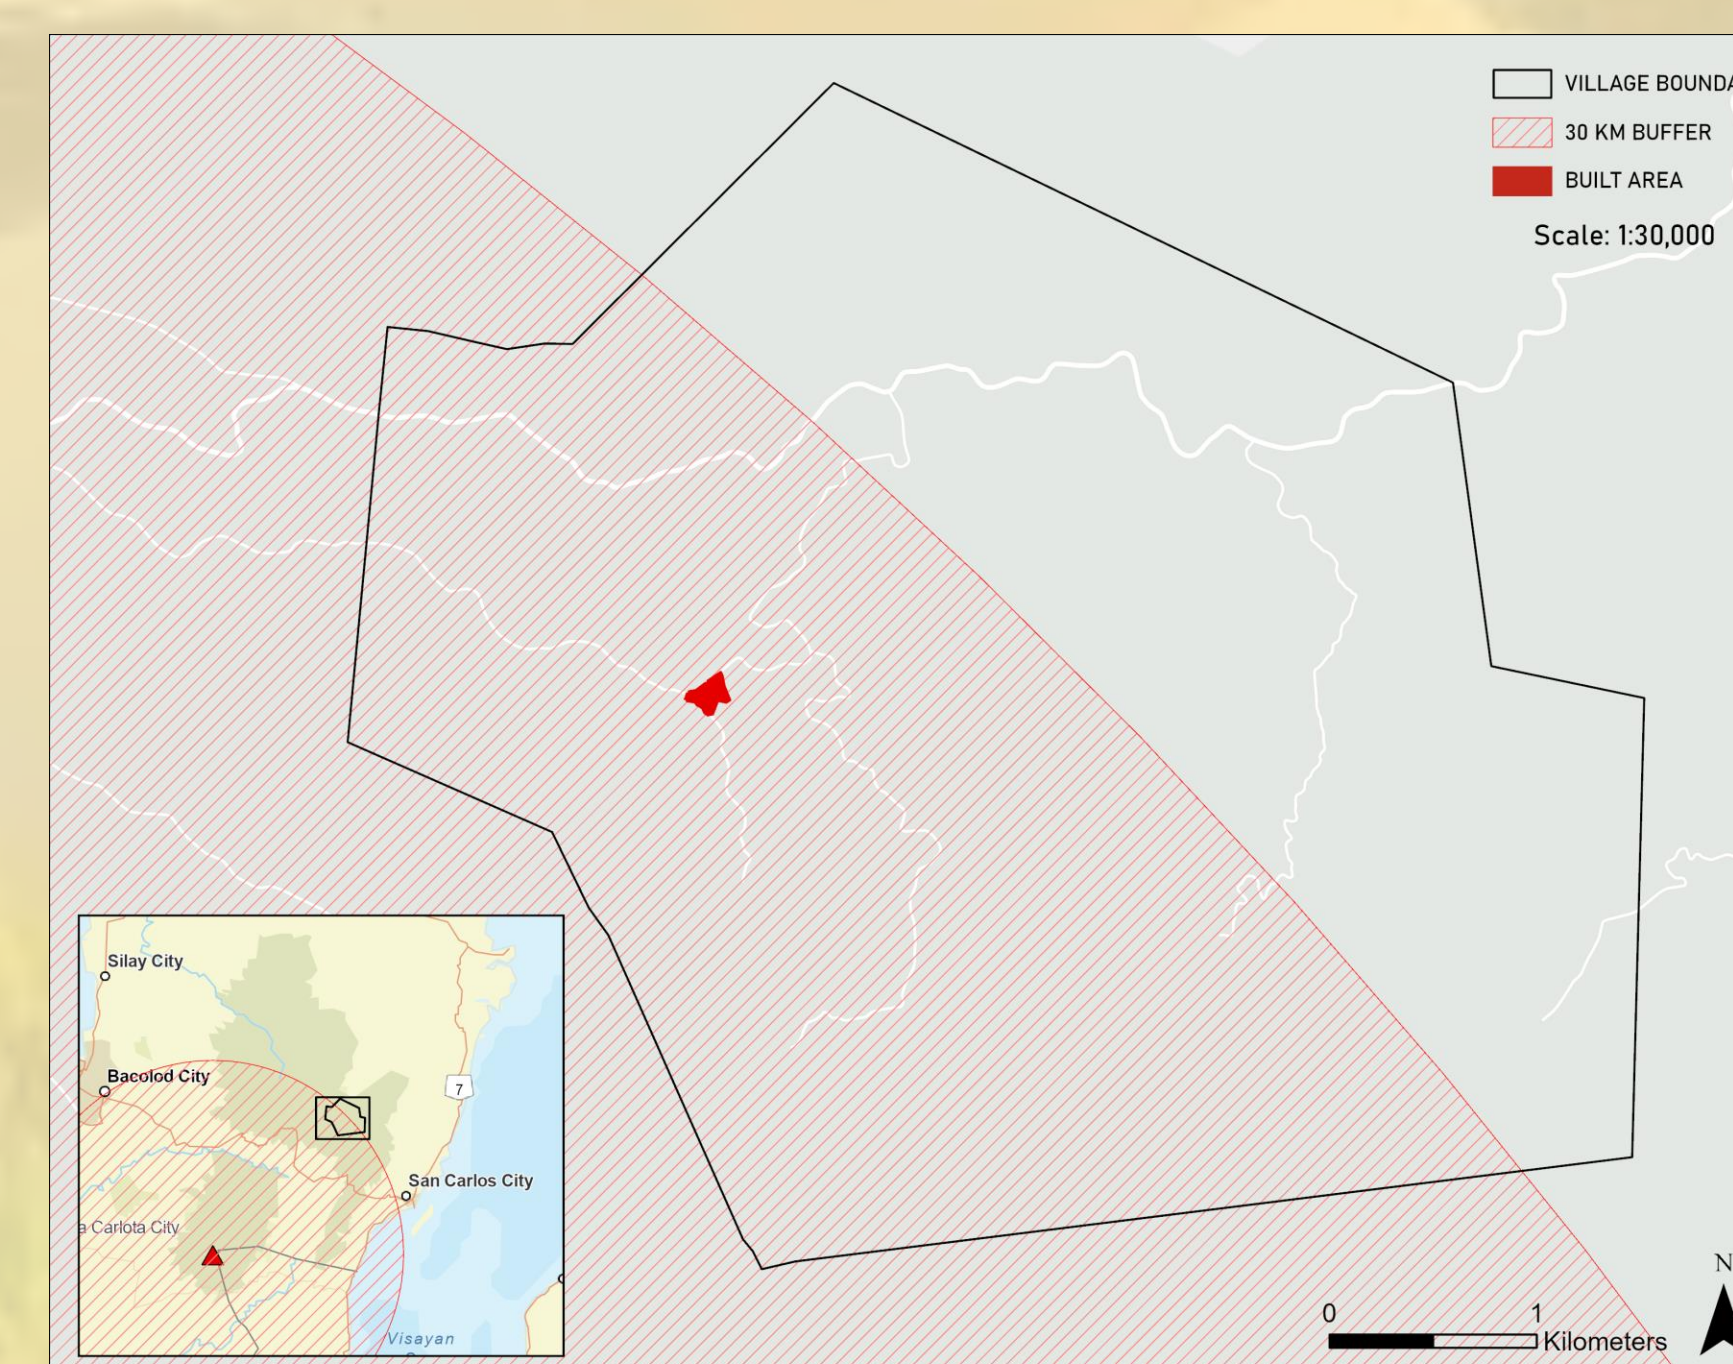 VILLAGE BOUNDA
30 KM BUFFER
BUILT AREA
Scale: 1:30,000
Silay City
Bacolod City
7
San Carlos City
a Carlota City
Visayan
0 1
Kilometers
N